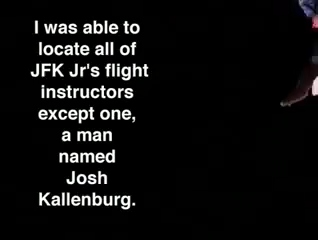 I was able to
locate all of
JFK Jr's flight
instructors
except one,
a man
named
Josh
Kallenburg.